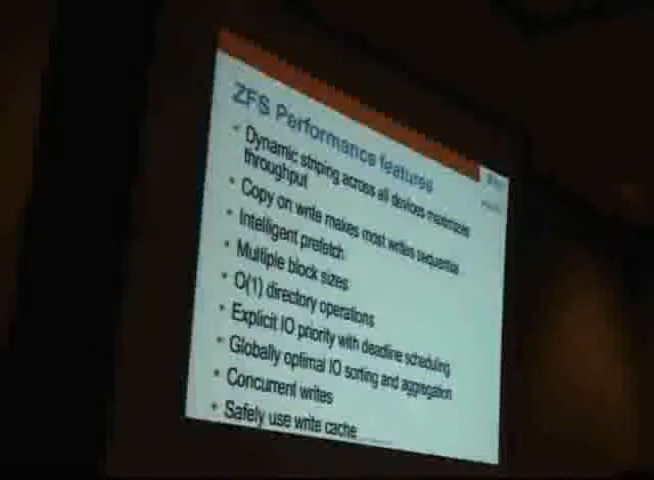 ZFS Performance features
• Dynamic striping across all devices maximizes
throughput
• Copy on write makes most writes sequential
• Intelligent prefetch
• Multiple block sizes
• O(1) directory operations
• Explicit IO priority with deadline scheduling
• Globally optimal IO sorting and aggregation
• Concurrent writes
• Safely use write cache